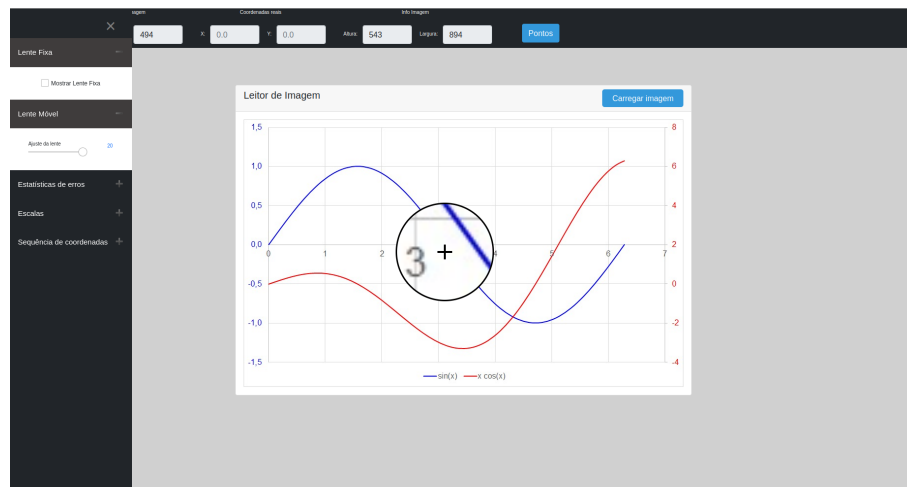 agem
Coordenadas reais
Info Imagem
×
494
X:
0.0
Y:
0.0
Altura:
543
Largura:
894
Pontos
Lente Fixa
Mostrar Lente Fixa
Lente Móvel
Ajuste da lente
20
Estatísticas de erros
Escalas
Sequência de coordenadas
Leitor de Imagem
Carregar imagem
1,5
8
1,0
6
0,5
4
0,0
2
0
1
2
3
4
5
6
7
-0,5
0
-1,0
-2
-1,5
-4
sin(x)
x cos(x)